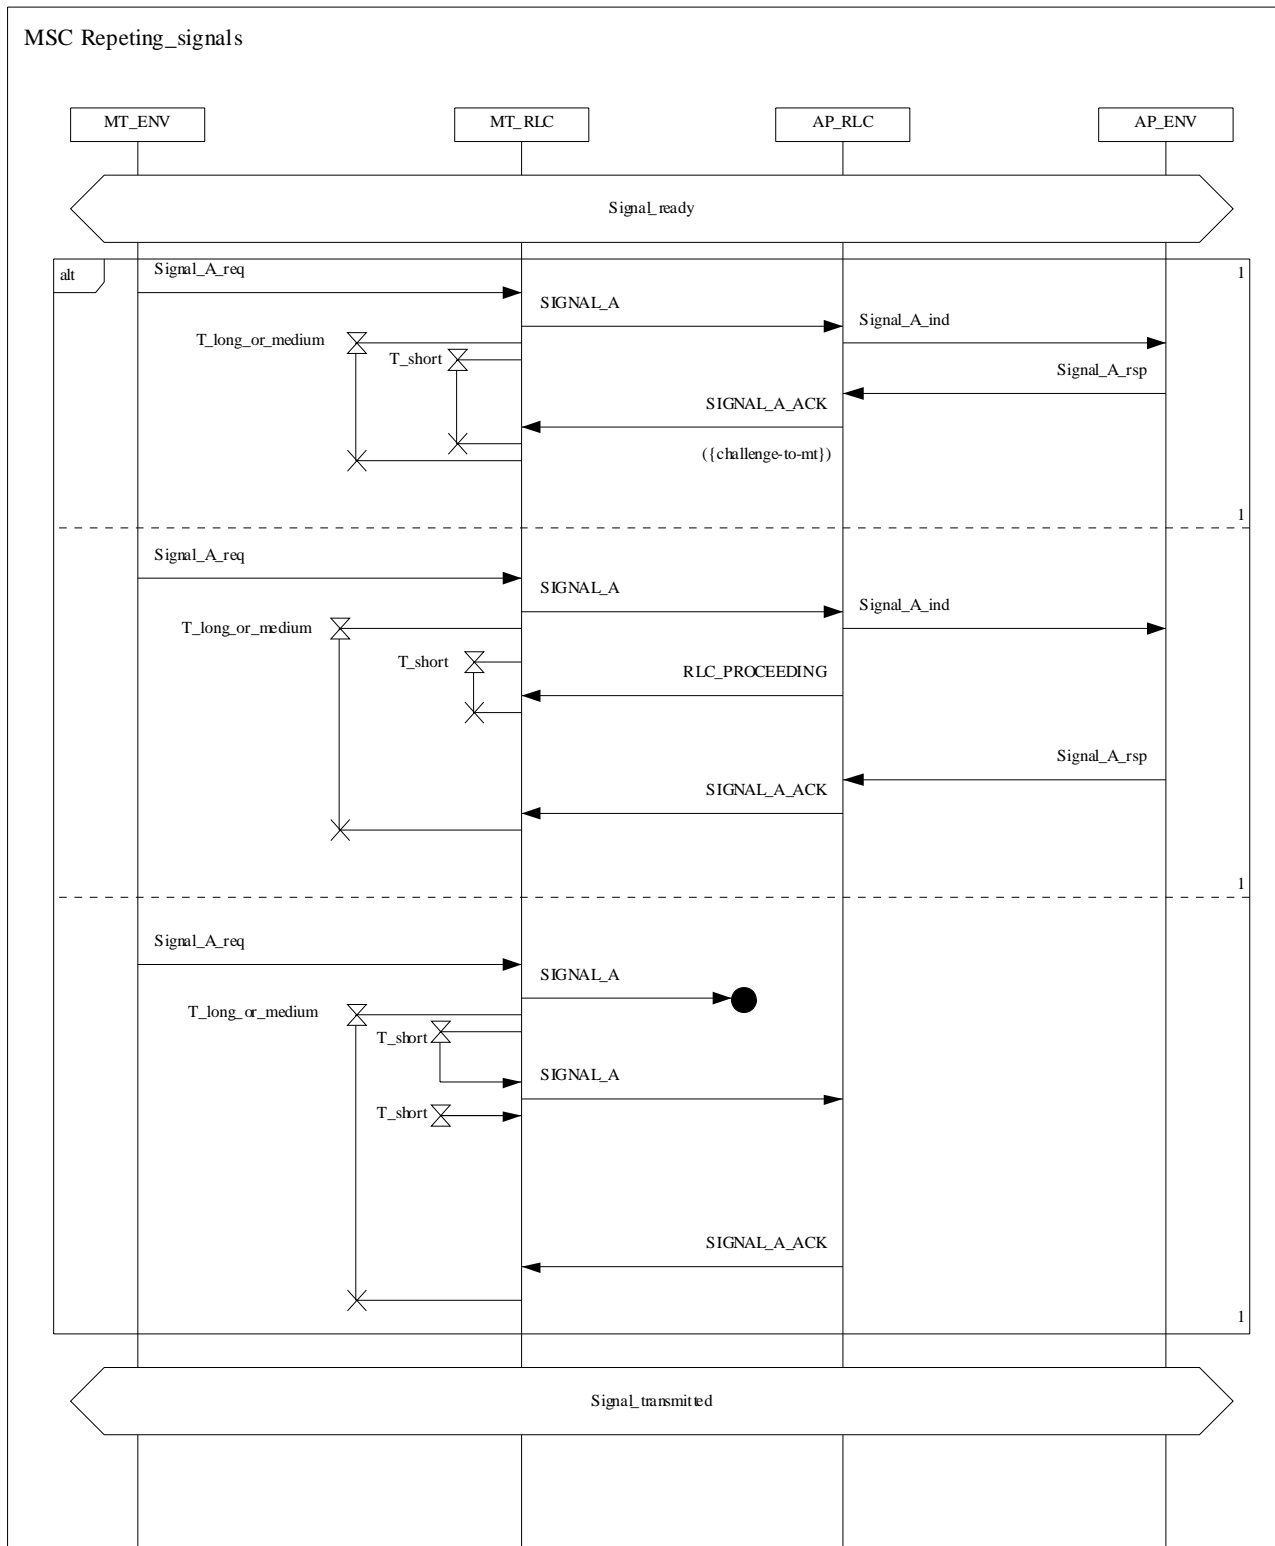 MSC Repeting_signals
MT_ENV
MT_RLC
AP_RLC
AP_ENV
Signal_ready
alt
1
Signal_A_req
SIGNAL_A
Signal_A_ind
T_long_or_medium
T_short
Signal_A_rsp
SIGNAL_A_ACK
({challenge-to-mt})
1
Signal_A_req
SIGNAL_A
Signal_A_ind
T_long_or_medium
T_short
RLC_PROCEEDING
Signal_A_rsp
SIGNAL_A_ACK
1
Signal_A_req
SIGNAL_A
T_long_or_medium
T_short
SIGNAL_A
T_short
SIGNAL_A_ACK
1
Signal_transmitted